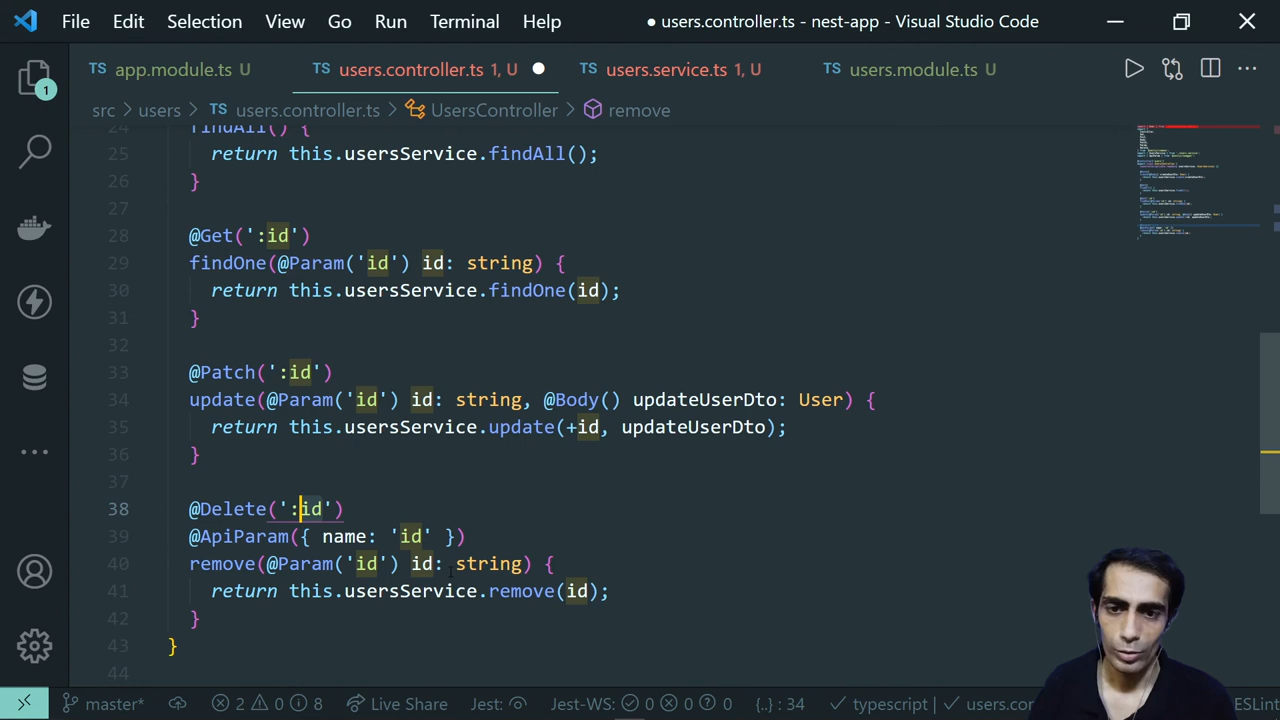 File Edit Selection View Go Run Terminal Help ● users.controller.ts - nest-app - Visual Studio Code
TS app.module.ts U TS users.controller.ts 1, U TS users.service.ts 1, U TS users.module.ts U
src > users > TS users.controller.ts > UsersController > remove
24 findAll() {
25 return this.usersService.findAll();
26 }
27
28 @Get(':id')
29 findOne(@Param('id') id: string) {
30 return this.usersService.findOne(id);
31 }
32
33 @Patch(':id')
34 update(@Param('id') id: string, @Body() updateUserDto: User) {
35 return this.usersService.update(+id, updateUserDto);
36 }
37
38 @Delete(':id')
39 @ApiParam({ name: 'id' })
40 remove(@Param('id') id: string) {
41 return this.usersService.remove(id);
42 }
43 }
44
1
master* 2 0 8 Live Share Jest: Jest-WS: 0 0 0 {..} : 34 typescript | users.con ESLint